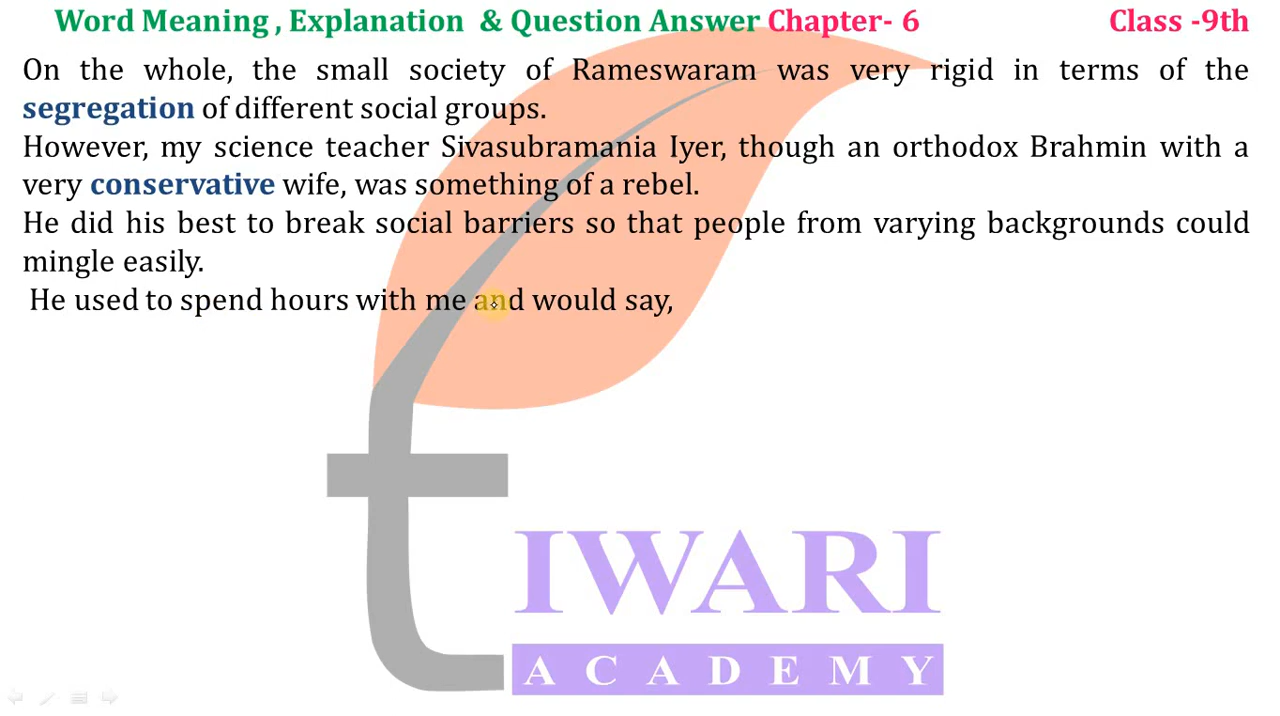 Word Meaning , Explanation & Question Answer Chapter- 6 Class -9th
On the whole, the small society of Rameswaram was very rigid in terms of the
segregation of different social groups.
However, my science teacher Sivasubramania Iyer, though an orthodox Brahmin with a
very conservative wife, was something of a rebel.
He did his best to break social barriers so that people from varying backgrounds could
mingle easily.
He used to spend hours with me and would say,
tIWARI
ACADEMY